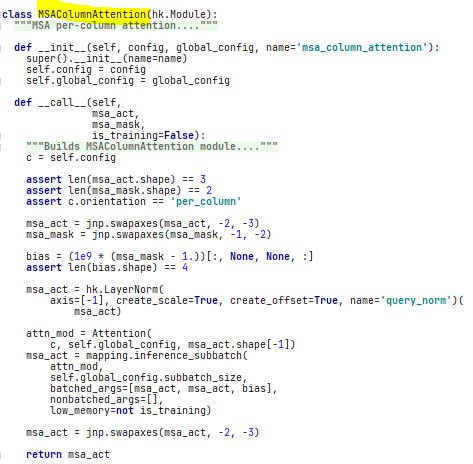 class MSAColumnAttention(hk.Module):
  """MSA per-column attention...."""

  def __init__(self, config, global_config, name='msa_column_attention'):
    super().__init__(name=name)
    self.config = config
    self.global_config = global_config

  def __call__(self,
               msa_act,
               msa_mask,
               is_training=False):
    """Builds MSAColumnAttention module...."""
    c = self.config

    assert len(msa_act.shape) == 3
    assert len(msa_mask.shape) == 2
    assert c.orientation == 'per_column'

    msa_act = jnp.swapaxes(msa_act, -2, -3)
    msa_mask = jnp.swapaxes(msa_mask, -1, -2)

    bias = (1e9 * (msa_mask - 1.))[:, None, None, :]
    assert len(bias.shape) == 4

    msa_act = hk.LayerNorm(
        axis=[-1], create_scale=True, create_offset=True, name='query_norm')(
            msa_act)

    attn_mod = Attention(
        c, self.global_config, msa_act.shape[-1])
    msa_act = mapping.inference_subbatch(
        attn_mod,
        self.global_config.subbatch_size,
        batched_args=[msa_act, msa_act, bias],
        nonbatched_args=[],
        low_memory=not is_training)

    msa_act = jnp.swapaxes(msa_act, -2, -3)

    return msa_act